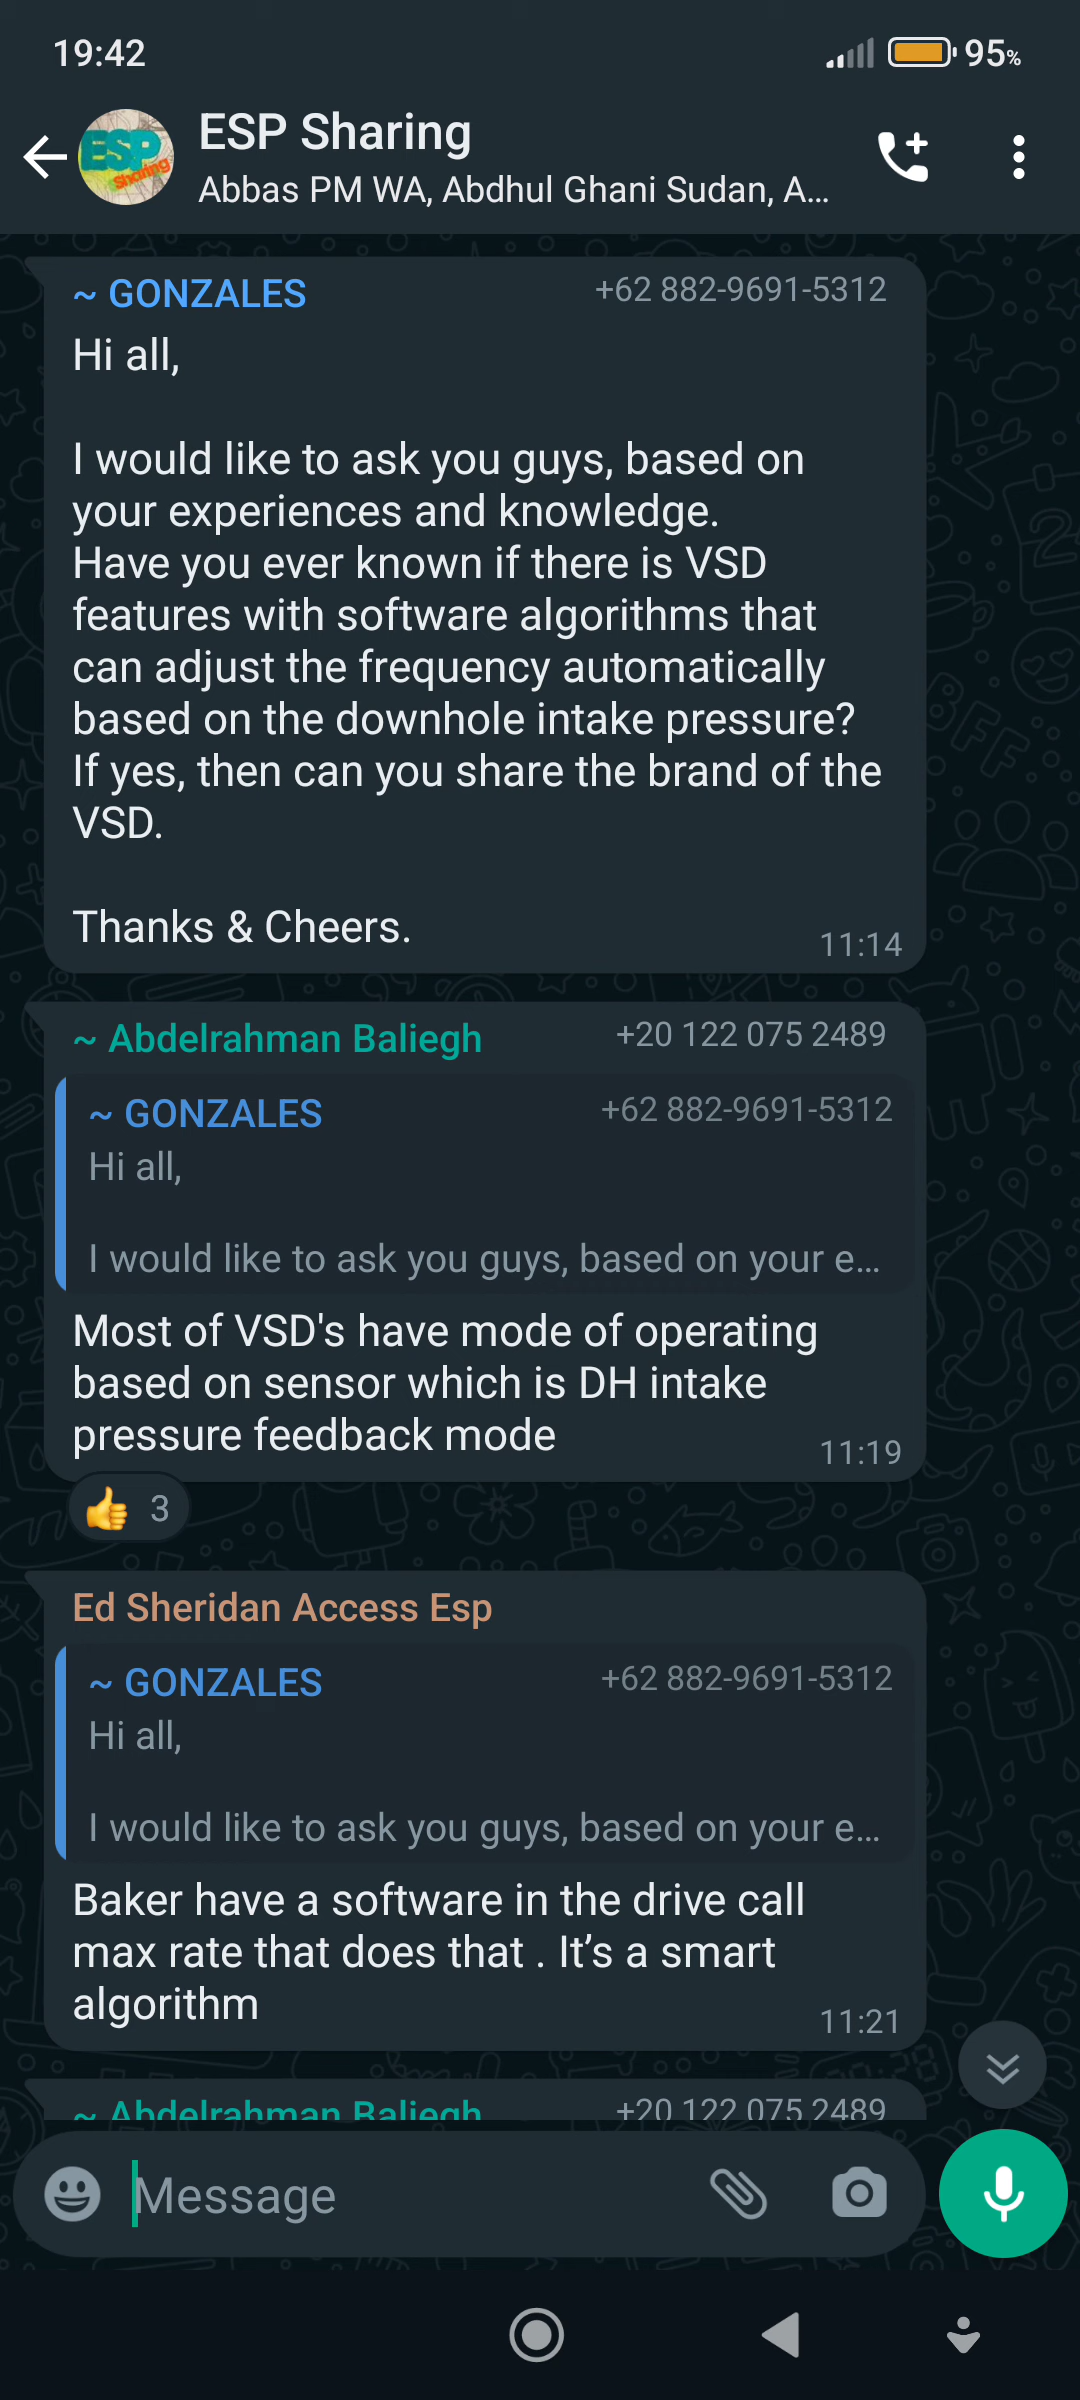 19:42
95%
ESP Sharing
ESP Sharing
Abbas PM WA, Abdhul Ghani Sudan, A...
~ GONZALES +62 882-9691-5312
Hi all,
I would like to ask you guys, based on
your experiences and knowledge.
Have you ever known if there is VSD
features with software algorithms that
can adjust the frequency automatically
based on the downhole intake pressure?
If yes, then can you share the brand of the
VSD.
Thanks & Cheers.
11:14
~ Abdelrahman Baliegh +20 122 075 2489
~ GONZALES +62 882-9691-5312
Hi all,
I would like to ask you guys, based on your e...
Most of VSD's have mode of operating
based on sensor which is DH intake
pressure feedback mode
11:19
👍 3
Ed Sheridan Access Esp
~ GONZALES +62 882-9691-5312
Hi all,
I would like to ask you guys, based on your e...
Baker have a software in the drive call
max rate that does that . It’s a smart
algorithm
11:21
~ Abdelrahman Baliegh +20 122 075 2489
Message